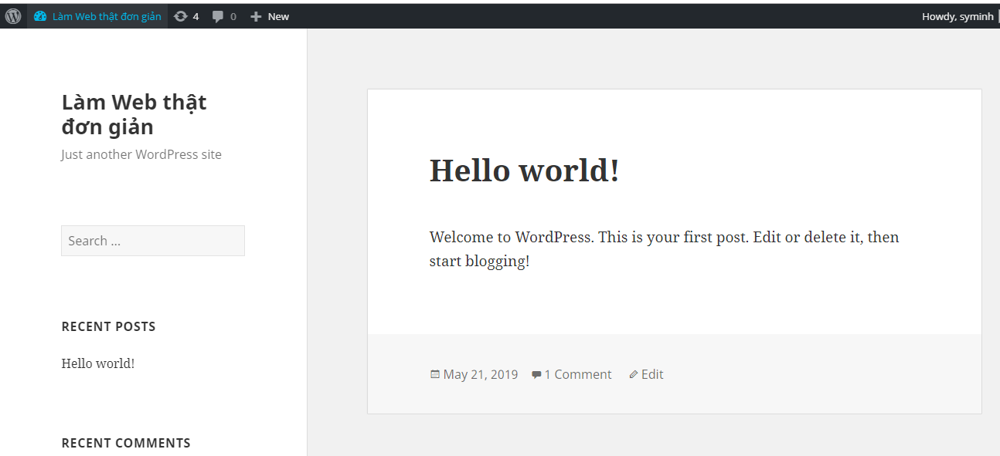 Làm Web thật đơn giản 4 0 New Howdy, syminh
Làm Web thật
đơn giản
Just another WordPress site
Search ...
RECENT POSTS
Hello world!
RECENT COMMENTS
Hello world!
Welcome to WordPress. This is your first post. Edit or delete it, then
start blogging!
May 21, 2019 1 Comment Edit